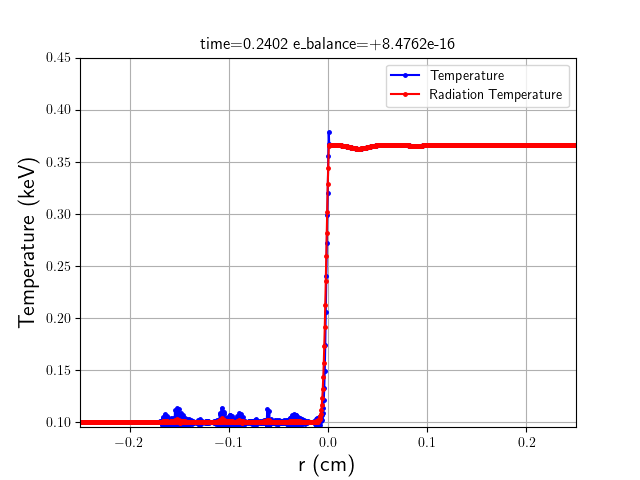 time=0.2402 e_balance=+8.4762e-16
Temperature
Radiation Temperature
Temperature (keV)
0.45
0.40
0.35
0.30
0.25
0.20
0.15
0.10
−0.2
−0.1
0.0
0.1
0.2
r (cm)